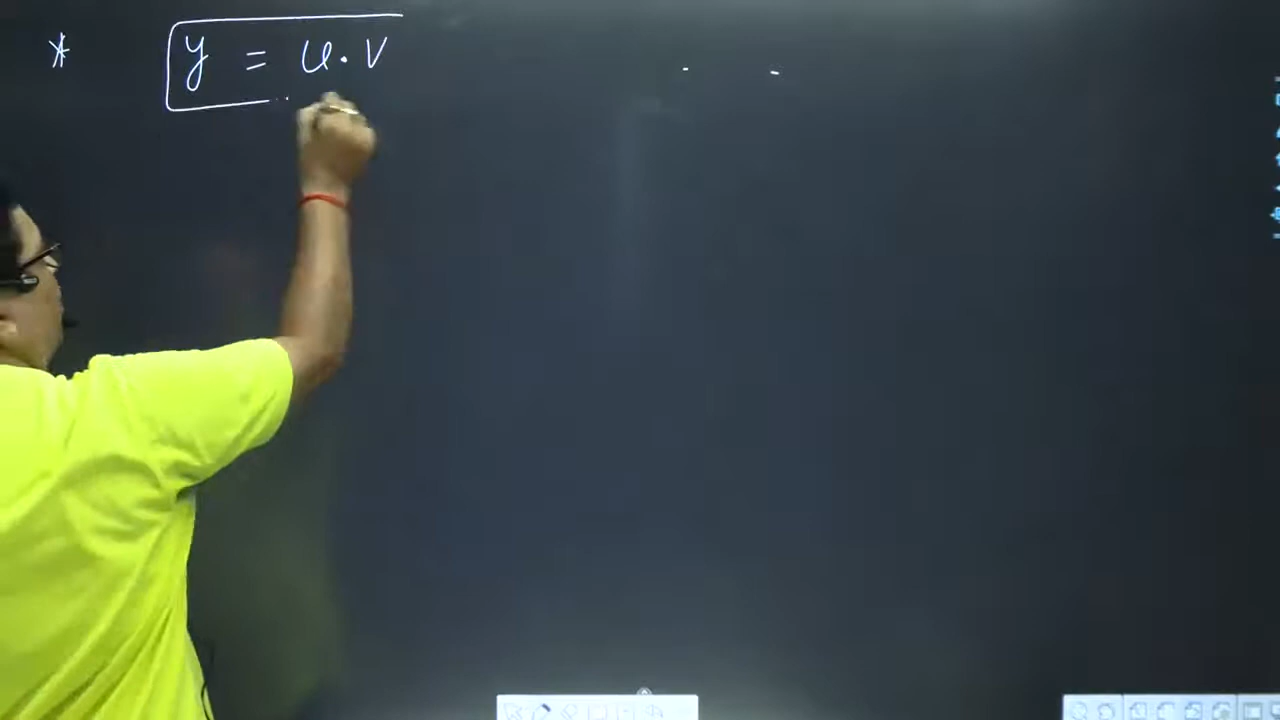 * y = u · v